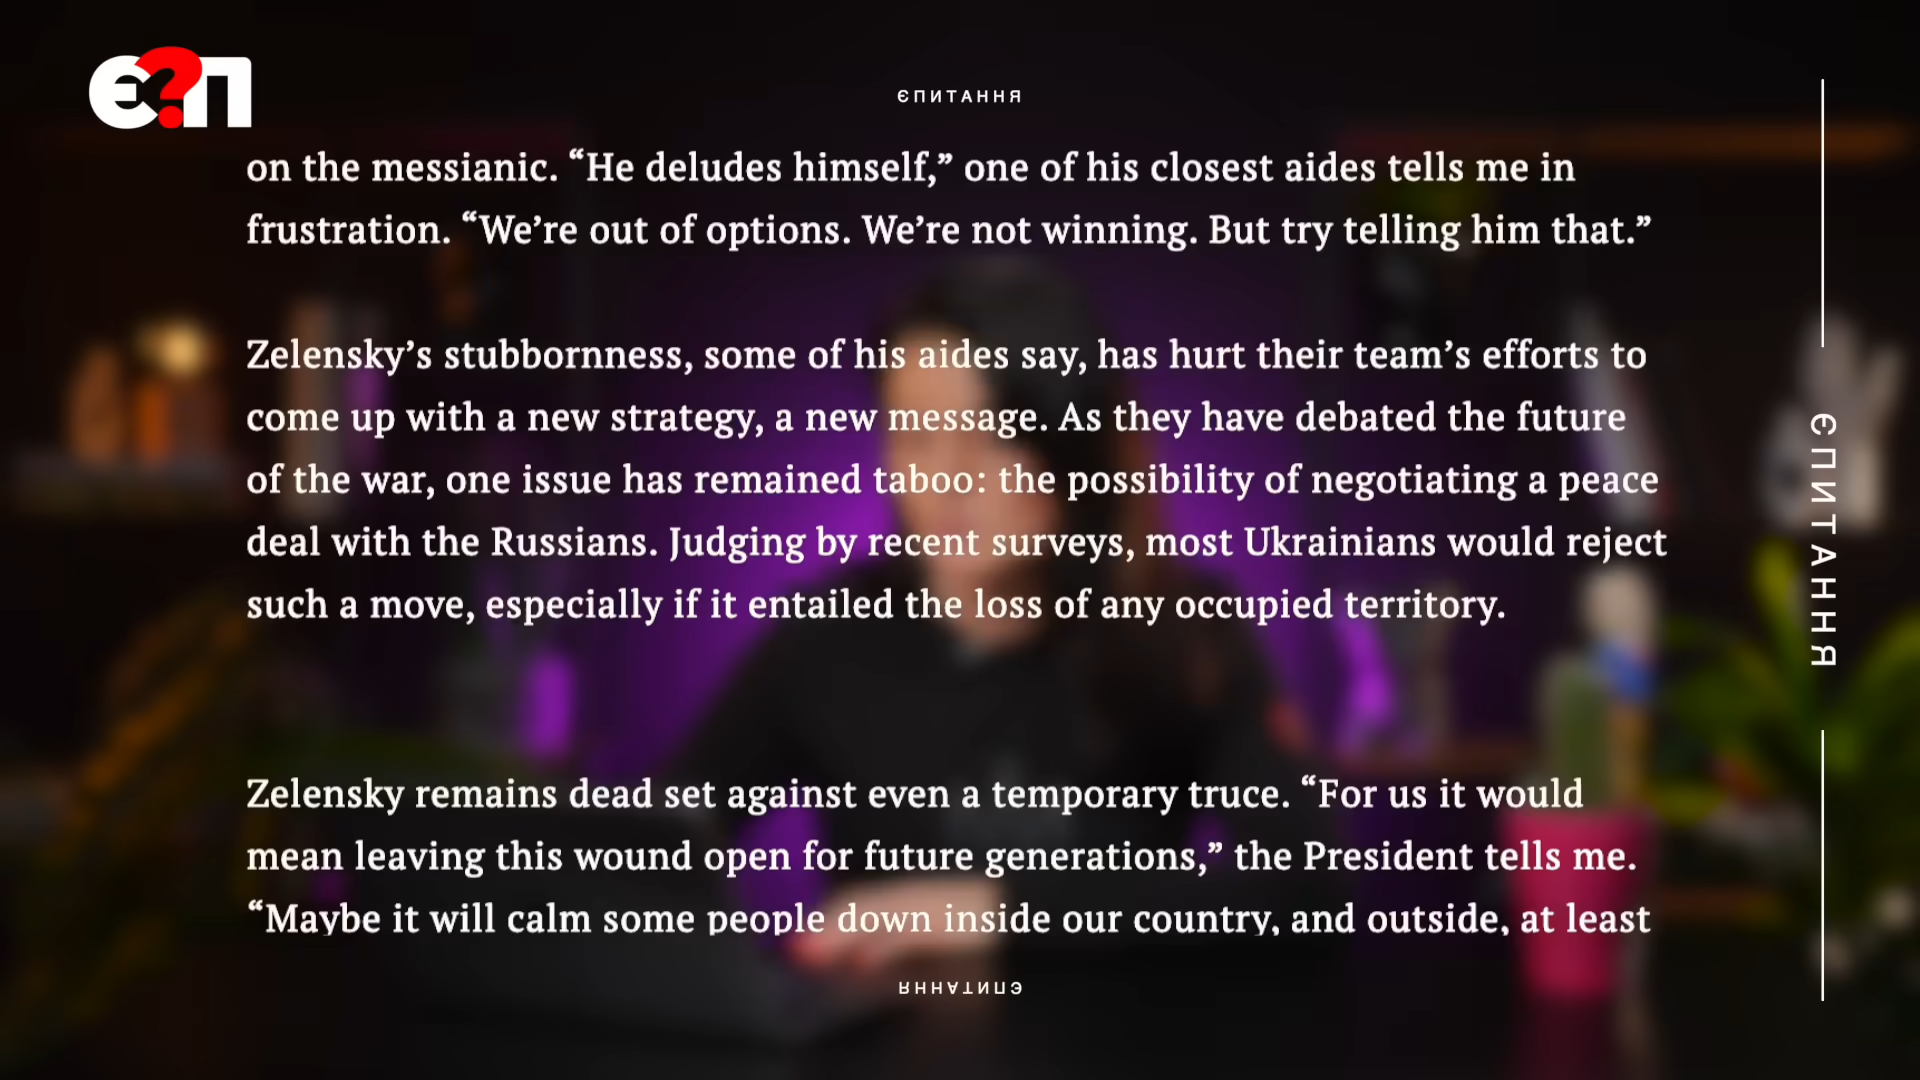 Є?П
ЄПИТАННЯ
on the messianic. “He deludes himself,” one of his closest aides tells me in
frustration. “We’re out of options. We’re not winning. But try telling him that.”
Zelensky’s stubbornness, some of his aides say, has hurt their team’s efforts to
come up with a new strategy, a new message. As they have debated the future
of the war, one issue has remained taboo: the possibility of negotiating a peace
deal with the Russians. Judging by recent surveys, most Ukrainians would reject
such a move, especially if it entailed the loss of any occupied territory.
Zelensky remains dead set against even a temporary truce. “For us it would
mean leaving this wound open for future generations,” the President tells me.
“Maybe it will calm some people down inside our country, and outside, at least
ЄПИТАННЯ
ЄПИТАННЯ